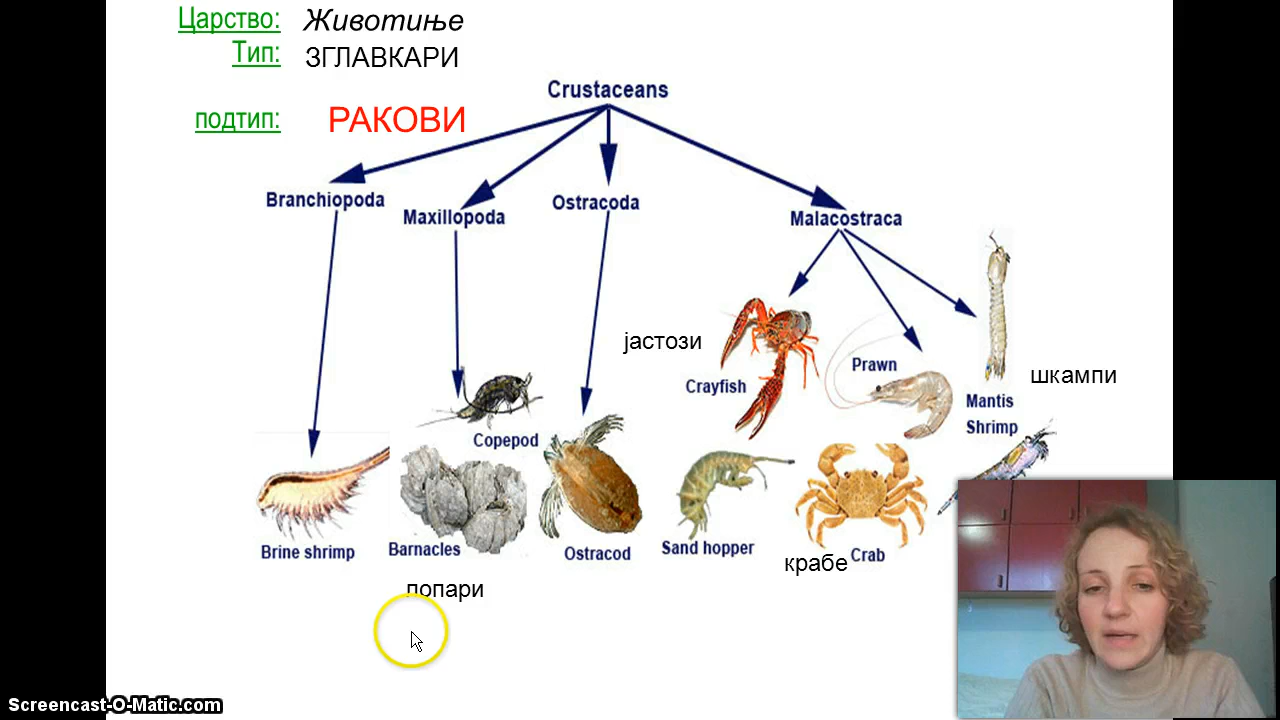 Царство: Животиње
Тип: ЗГЛАВКАРИ
подтип: РАКОВИ
Crustaceans
Branchiopoda
Maxillopoda
Ostracoda
Malacostraca
јастози
Crayfish
Prawn
Mantis
Shrimp
шкампи
Copepod
Brine shrimp
Barnacles
Ostracod
Sand hopper
крабе Crab
попари
Screencast-O-Matic.com